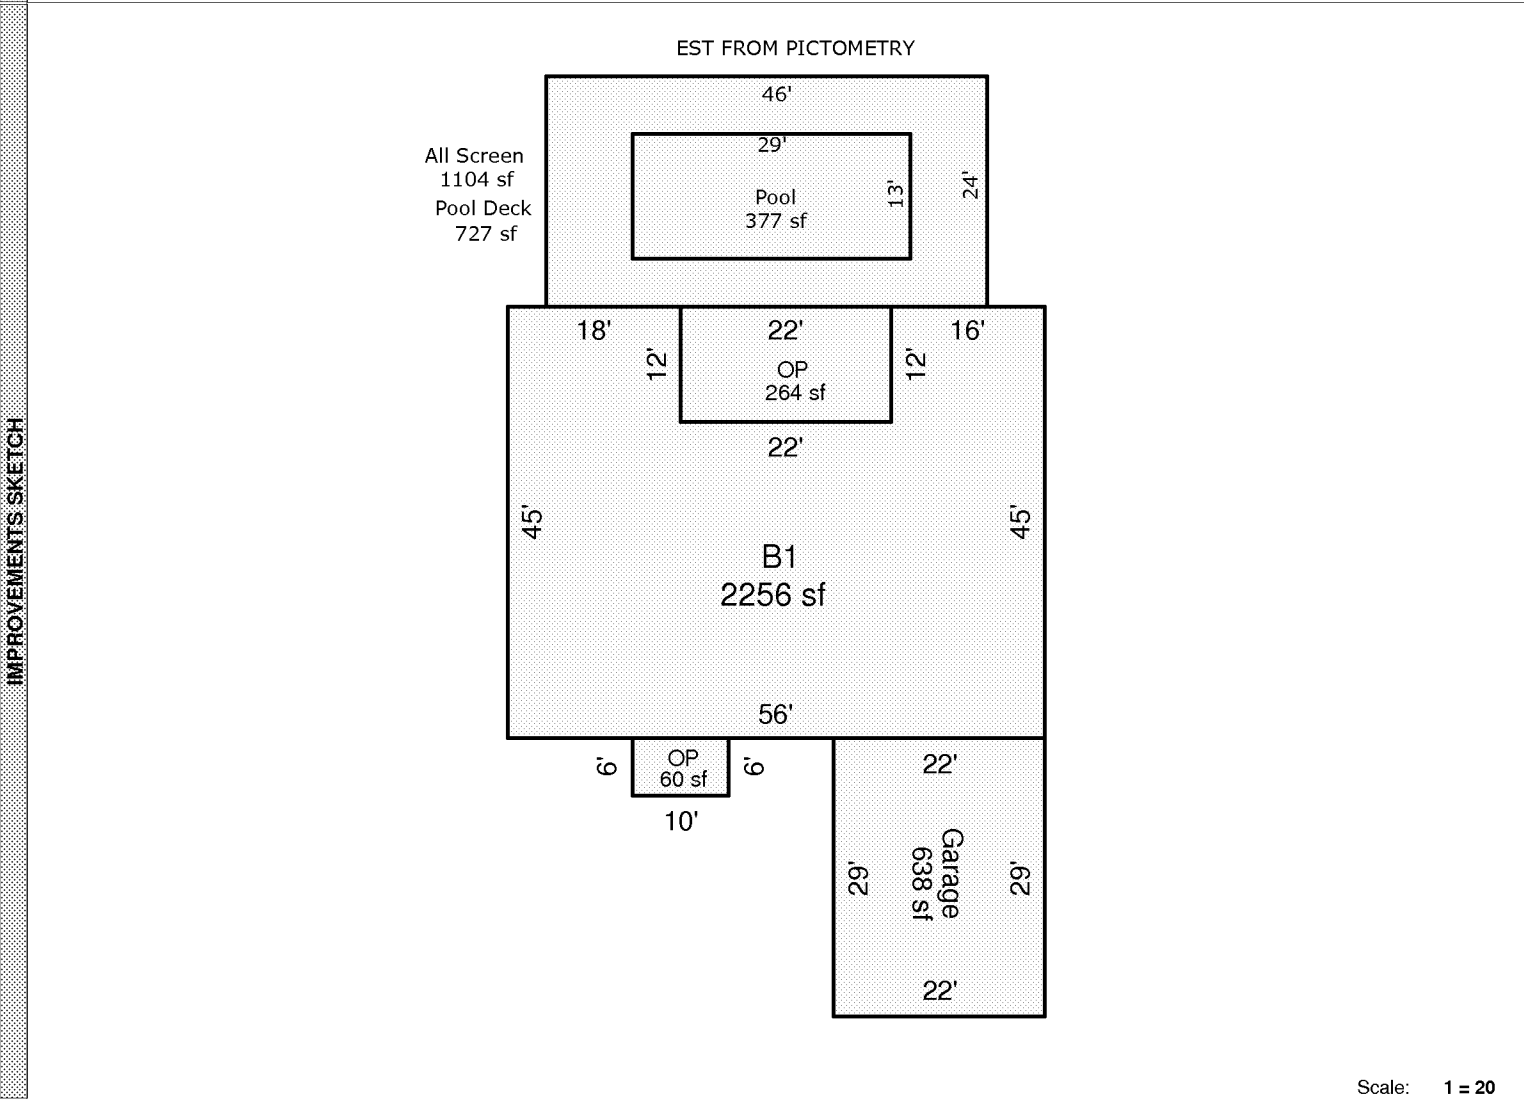 IMPROVEMENTS SKETCH
EST FROM PICTOMETRY
46'
29'
All Screen
1104 sf
Pool Deck
727 sf
Pool
377 sf
13'
24'
18'
22'
16'
12'
OP
264 sf
12'
22'
45'
45'
B1
2256 sf
56'
6'
OP
60 sf
6'
10'
22'
29'
Garage
638 sf
29'
22'
Scale: 1 = 20